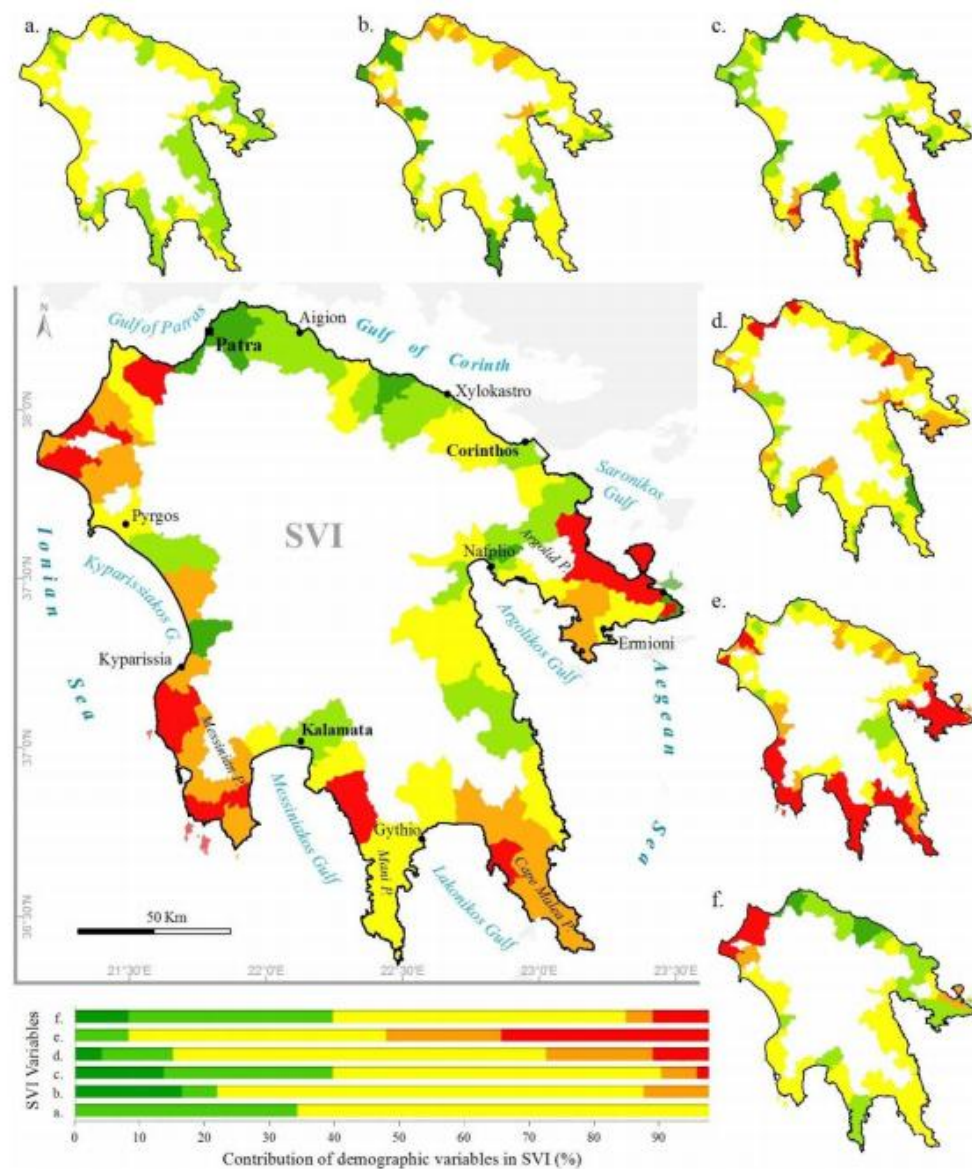 a.
b.
c.
N
Gulf of Patras
Aigion
Gulf of Corinth
Patra
Xylokastro
Corinthos
Saronikos
Gulf
Pyrgos
SVI
Argolid P.
Nafplio
Ionian
Sea
Kyparissiakos G.
Argolikos Gulf
Ermioni
Kyparissia
Aegean
Sea
Kalamata
Messinian P.
Messiniakos Gulf
Gythio
Mani P.
Lakonikos Gulf
Cape Malea P.
50 Km
38°0'N
37°30'N
37°0'N
36°30'N
21°30'E
22°0'E
22°30'E
23°0'E
23°30'E
d.
e.
f.
SVI Variables
f.
e.
d.
c.
b.
a.
0 10 20 30 40 50 60 70 80 90
Contribution of demographic variables in SVI (%)